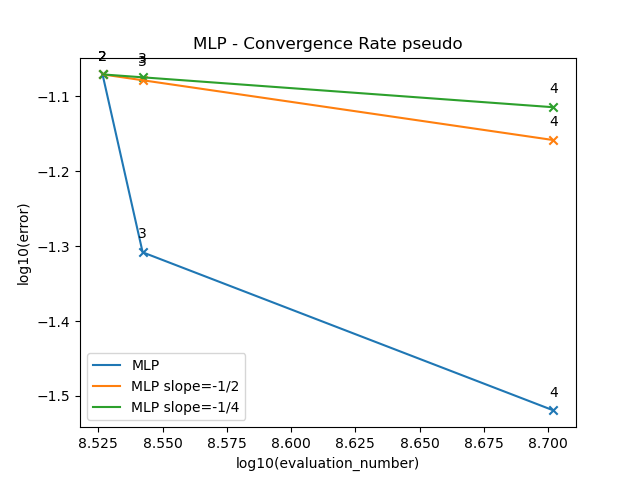 MLP - Convergence Rate pseudo
2
3
3
4
4
3
4
−1.1
−1.2
−1.3
−1.4
−1.5
log10(error)
MLP
MLP slope=-1/2
MLP slope=-1/4
8.525 8.550 8.575 8.600 8.625 8.650 8.675 8.700
log10(evaluation_number)